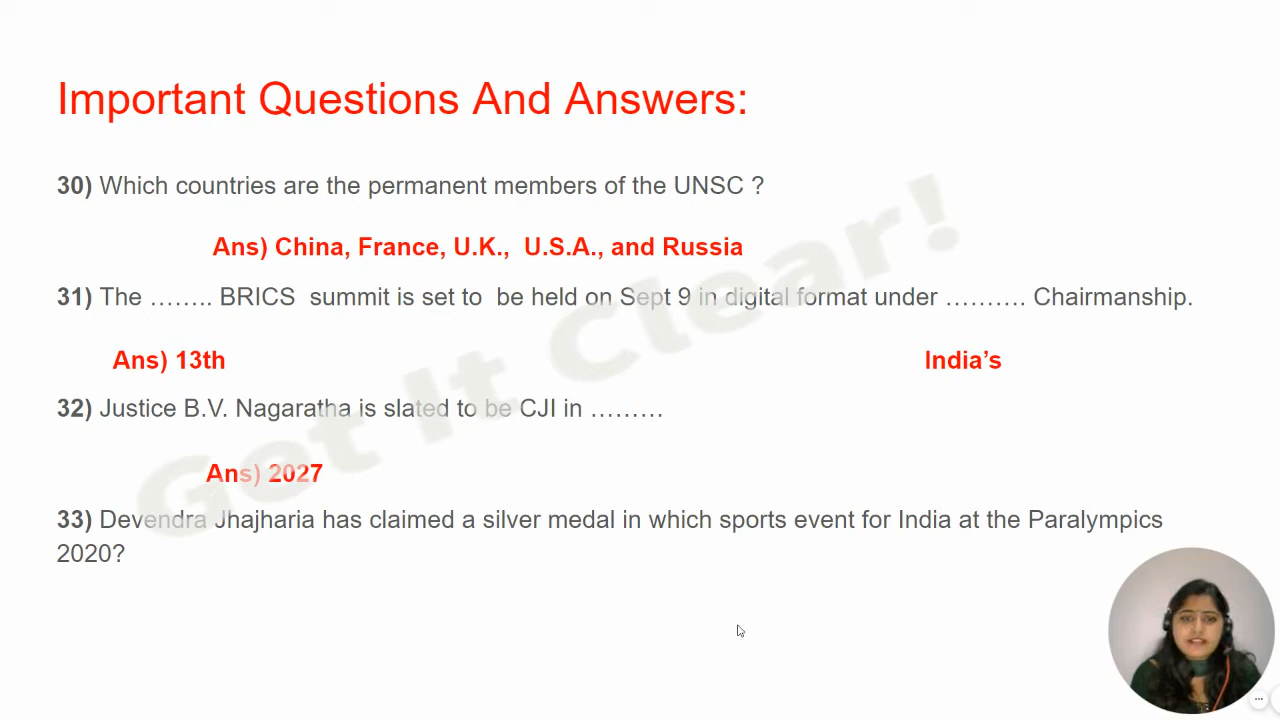 Important Questions And Answers:
30) Which countries are the permanent members of the UNSC ?
Ans) China, France, U.K.,  U.S.A., and Russia
31) The …….. BRICS  summit is set to  be held on Sept 9 in digital format under ………. Chairmanship.
Ans) 13th India’s
32) Justice B.V. Nagaratha is slated to be CJI in ………
Ans) 2027
33) Devendra Jhajharia has claimed a silver medal in which sports event for India at the Paralympics
2020?
Get It Clear!